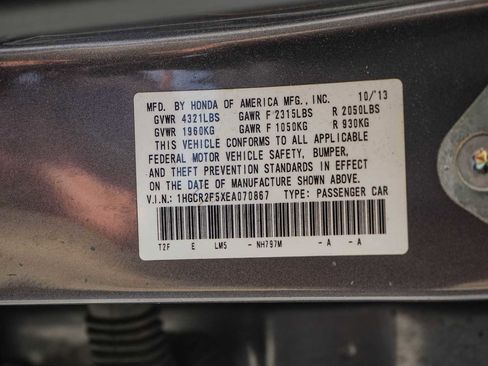 MFD. BY HONDA OF AMERICA MFG., INC. 10/13
GVWR 4321LBS GAWR F 2315LBS R 2050LBS
GVWR 1960KG GAWR F 1050KG R 930KG
THIS VEHICLE CONFORMS TO ALL APPLICABLE
FEDERAL MOTOR VEHICLE SAFETY, BUMPER,
AND THEFT PREVENTION STANDARDS IN EFFECT
ON THE DATE OF MANUFACTURE SHOWN ABOVE.
V.I.N.: 1HGCR2F5XEA070867 TYPE: PASSENGER CAR
T2F E LM5 - NH797M - A - A